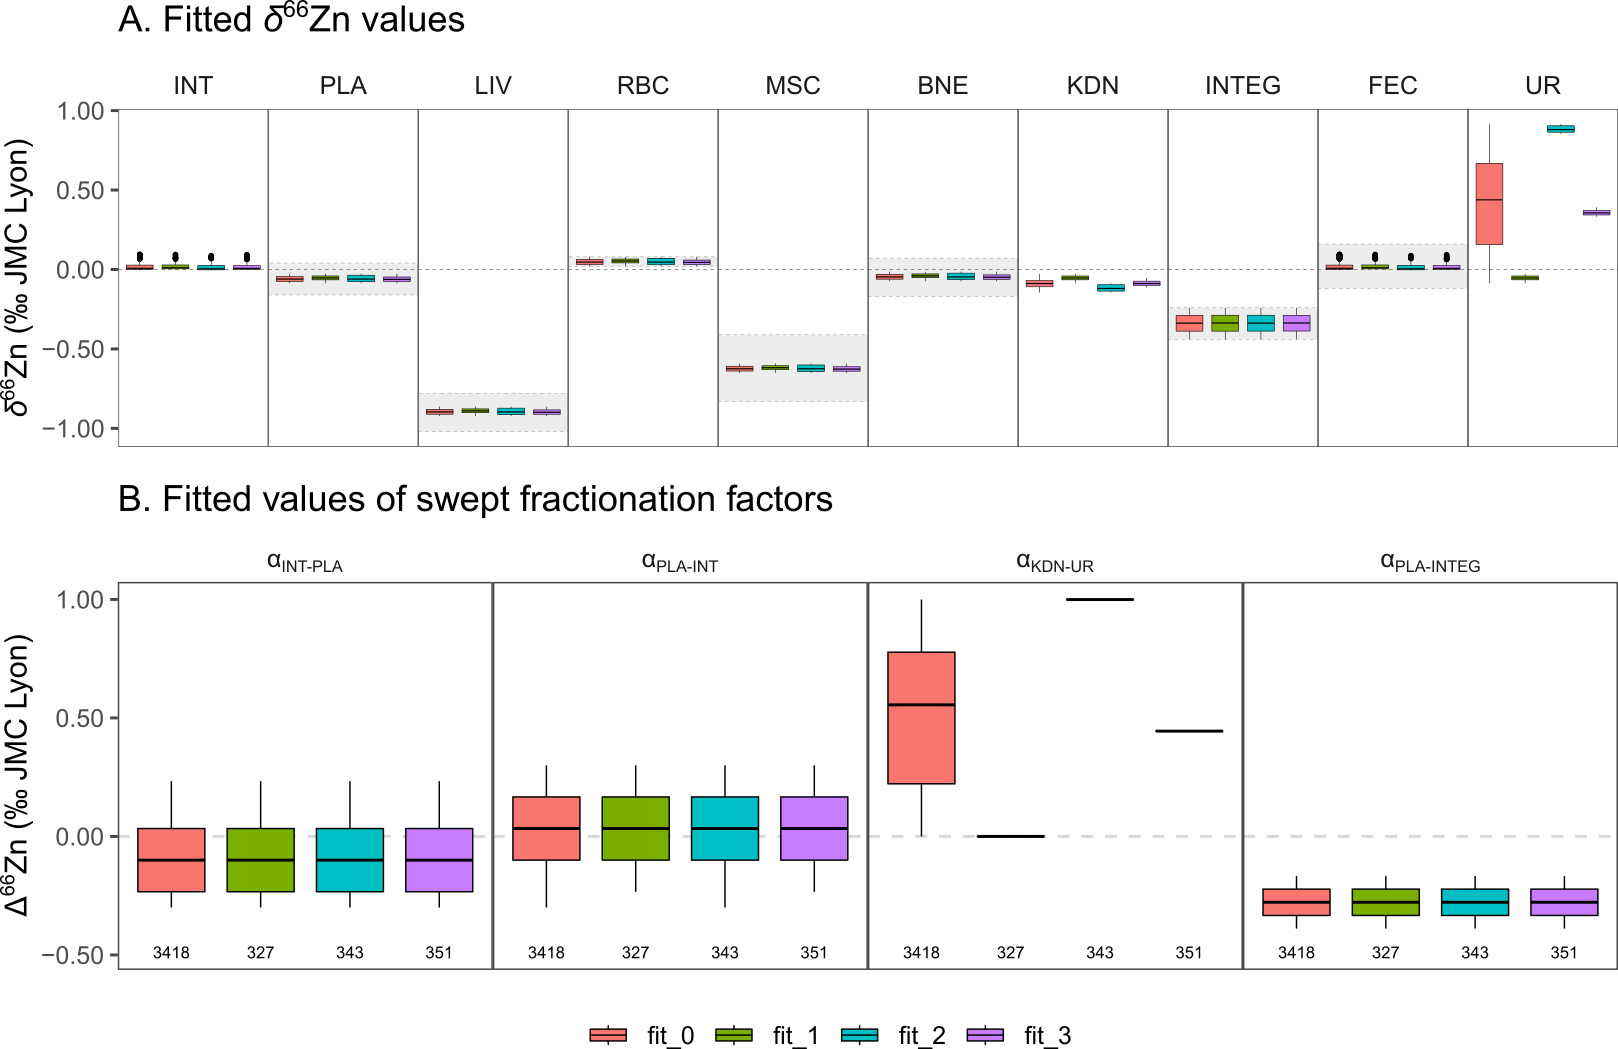 A. Fitted δ⁶⁶Zn values
INT PLA LIV RBC MSC BNE KDN INTEG FEC UR
δ⁶⁶Zn (‰ JMC Lyon)
1.00
0.50
0.00
−0.50
−1.00
B. Fitted values of swept fractionation factors
αINT-PLA αPLA-INT αKDN-UR αPLA-INTEG
Δ⁶⁶Zn (‰ JMC Lyon)
1.00
0.50
0.00
−0.50
3418 327 343 351 3418 327 343 351 3418 327 343 351 3418 327 343 351
fit_0 fit_1 fit_2 fit_3